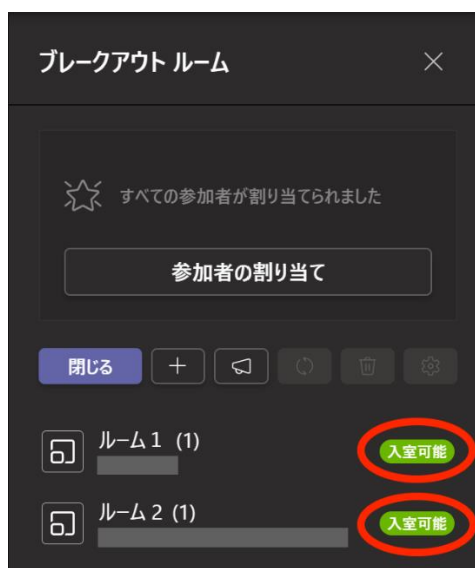 ブレークアウト ルーム
すべての参加者が割り当てられました
参加者の割り当て
閉じる
ルーム 1 (1)
入室可能
ルーム 2 (1)
入室可能